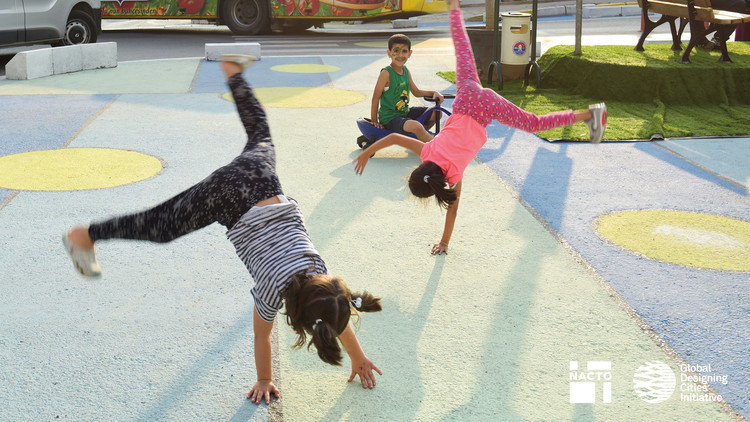 NACTO
Global
Designing
Cities
Initiative